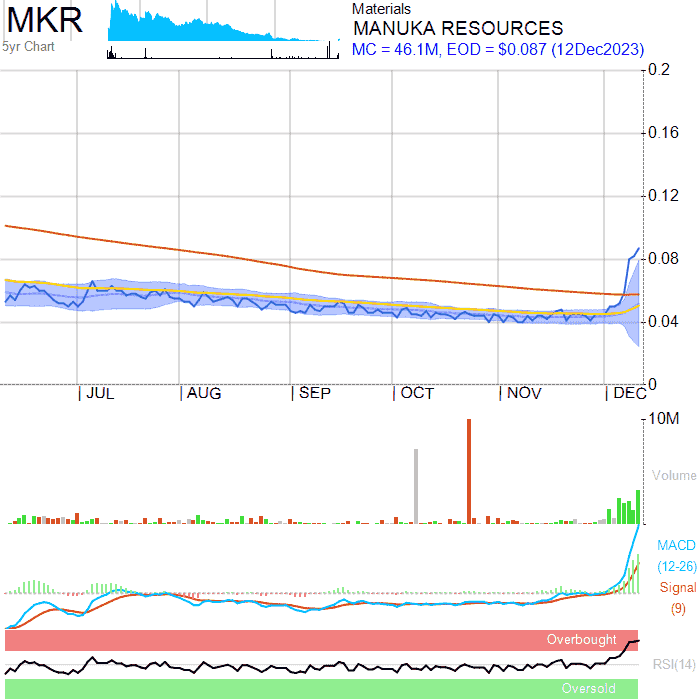 MKR
5yr Chart
Materials
MANUKA RESOURCES
MC = 46.1M, EOD = $0.087 (12Dec2023)
0.2
0.16
0.12
0.08
0.04
0
JUL AUG SEP OCT NOV DEC
10M
Volume
MACD
(12-26)
Signal
(9)
Overbought
RSI(14)
Oversold